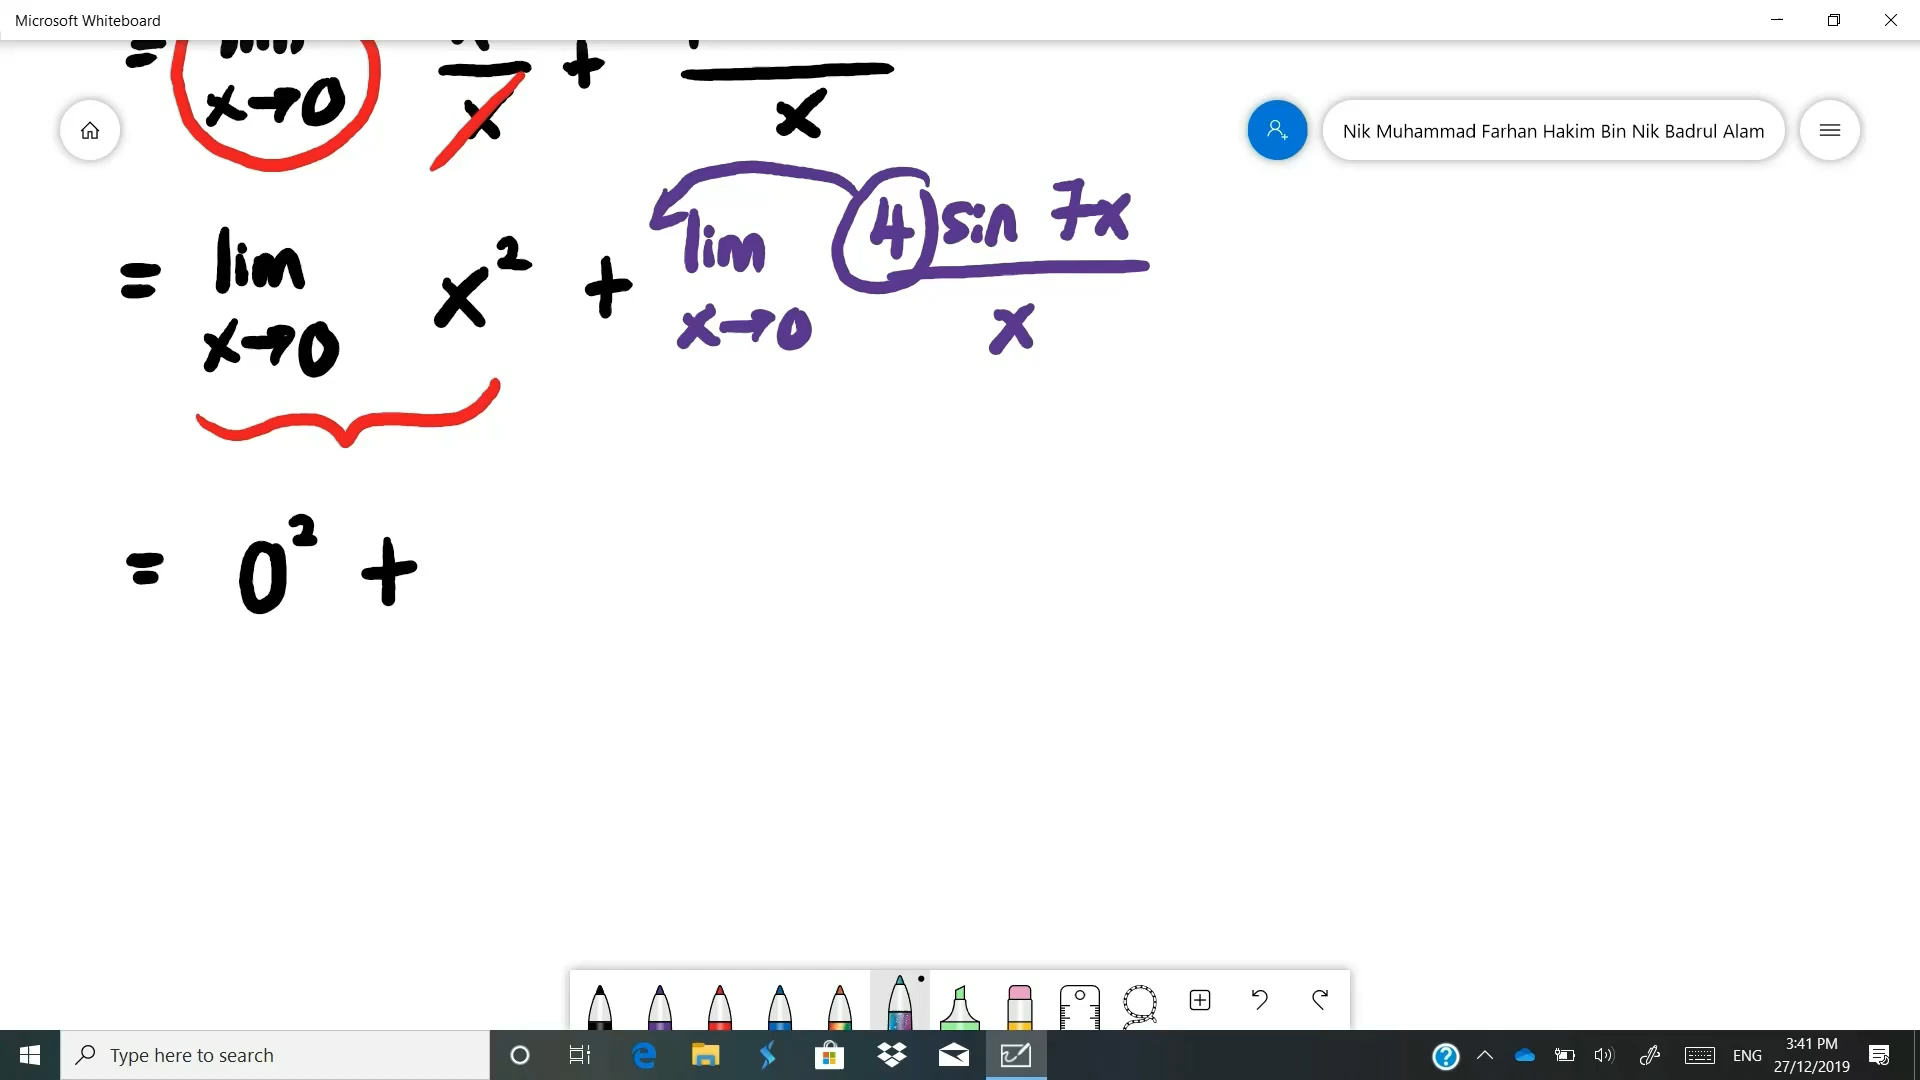 Microsoft Whiteboard
= lim x + 
x→0 x x
Nik Muhammad Farhan Hakim Bin Nik Badrul Alam
= lim x² + lim 4 sin 7x
x→0 x→0 x
= 0² +
Type here to search
ENG
3:41 PM
27/12/2019